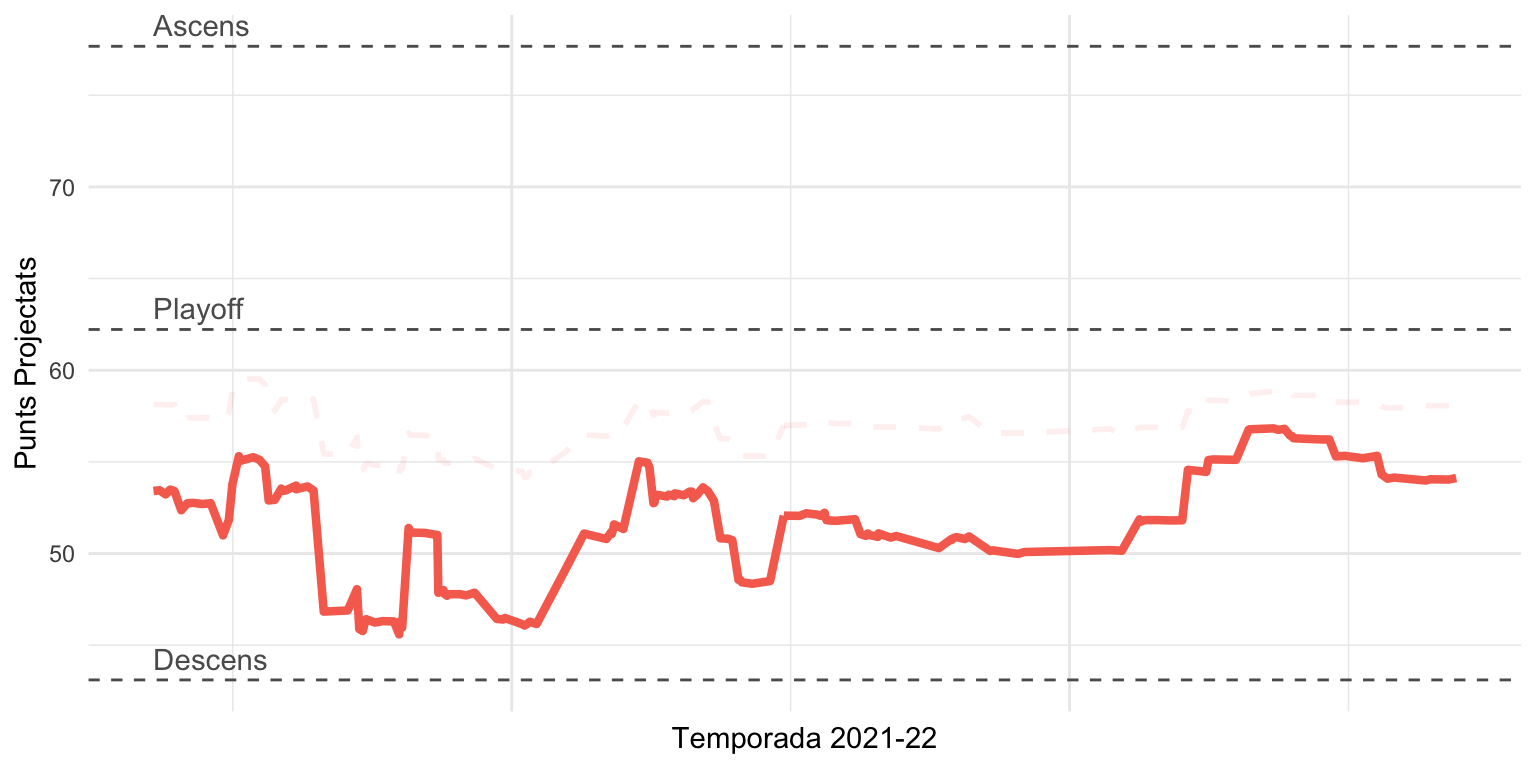 Ascens
70
Playoff
60
Punts Projectats
50
Descens
Temporada 2021-22